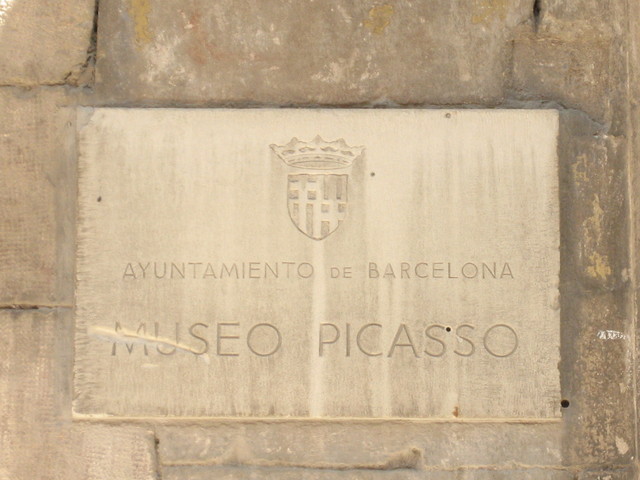 AYUNTAMIENTO DE BARCELONA
MUSEO PICASSO